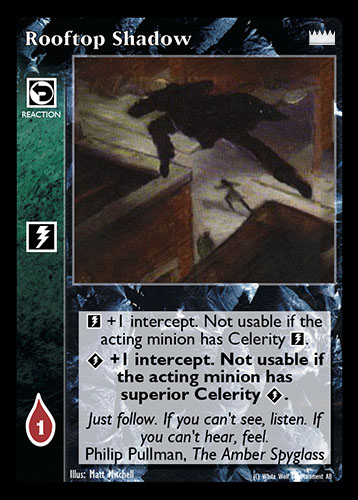 Rooftop Shadow
REACTION
+1 intercept. Not usable if the
acting minion has Celerity .
+1 intercept. Not usable if
the acting minion has
superior Celerity .
Just follow. If you can't see, listen. If
you can't hear, feel.
Philip Pullman, The Amber Spyglass
1
Illus: Matt Mitchell
(C) White Wolf Entertainment AB